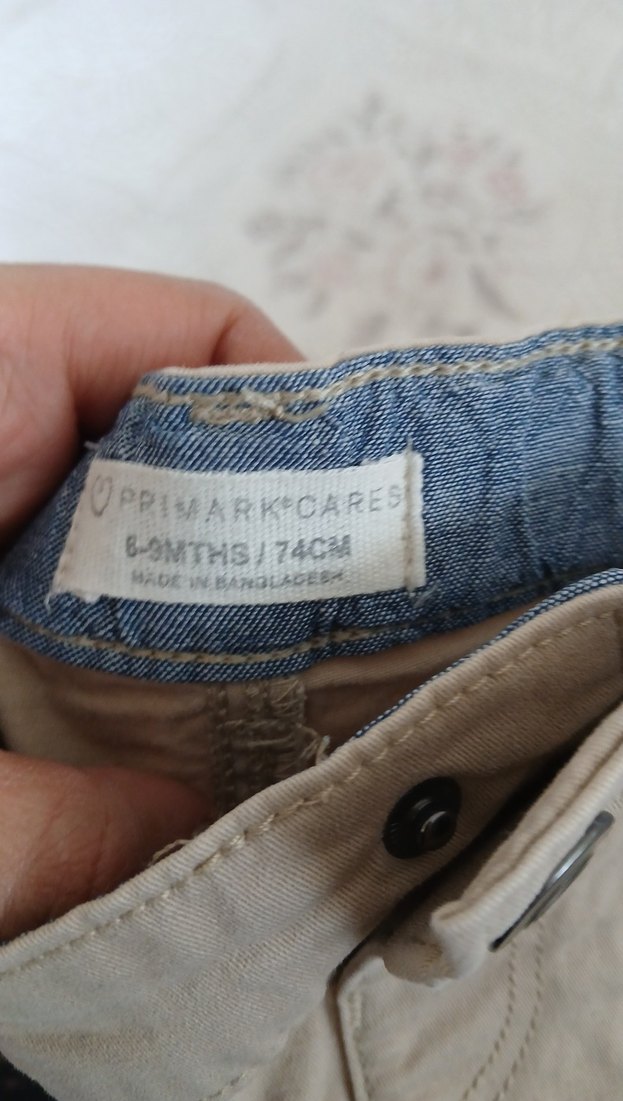 PRIMARK® CARES
6-9MTHS / 74CM
MADE IN BANGLADESH